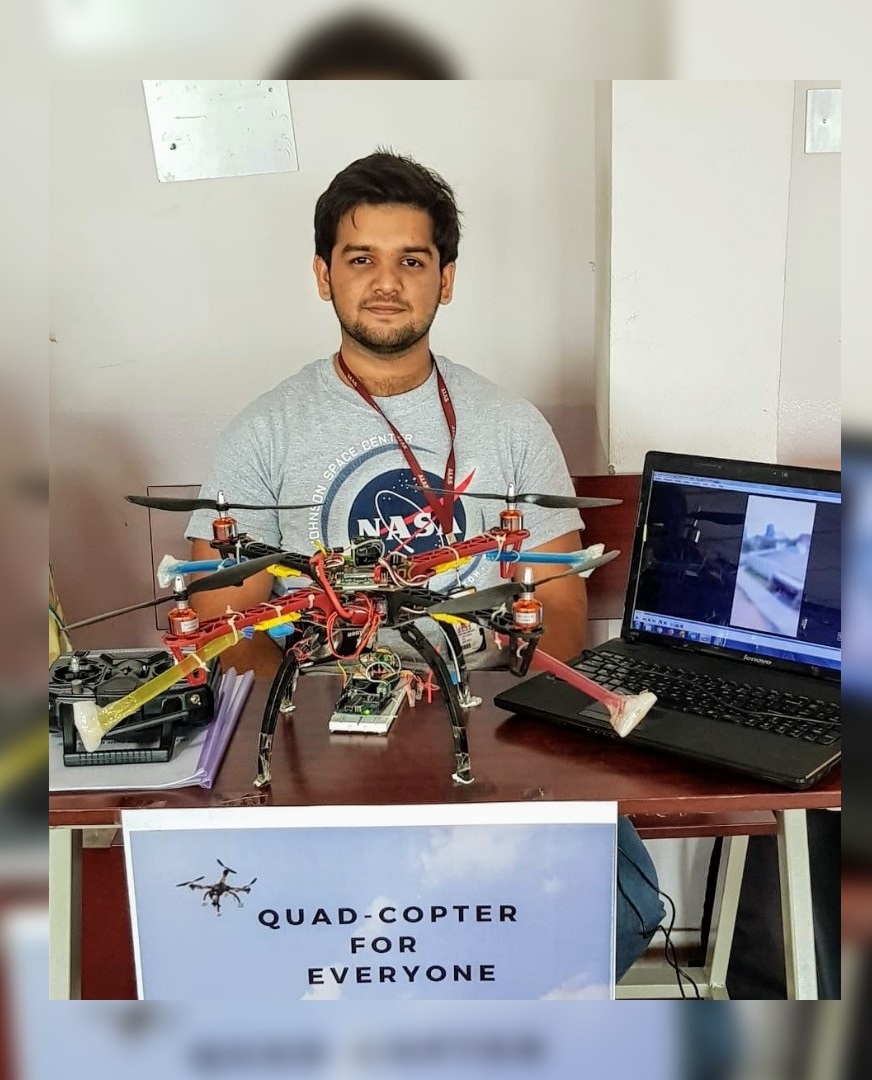 JOHNSON SPACE CENTER
NASA
lenovo
QUAD-COPTER
FOR
EVERYONE